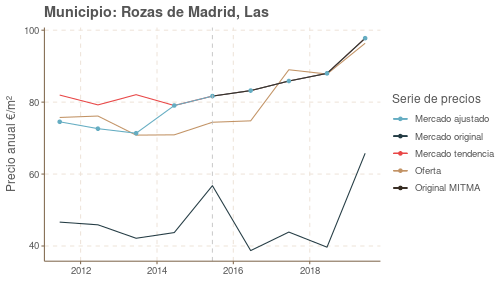 Municipio: Rozas de Madrid, Las
Precio anual €/m²
100
80
60
40
2012
2014
2016
2018
Serie de precios
Mercado ajustado
Mercado original
Mercado tendencia
Oferta
Original MITMA